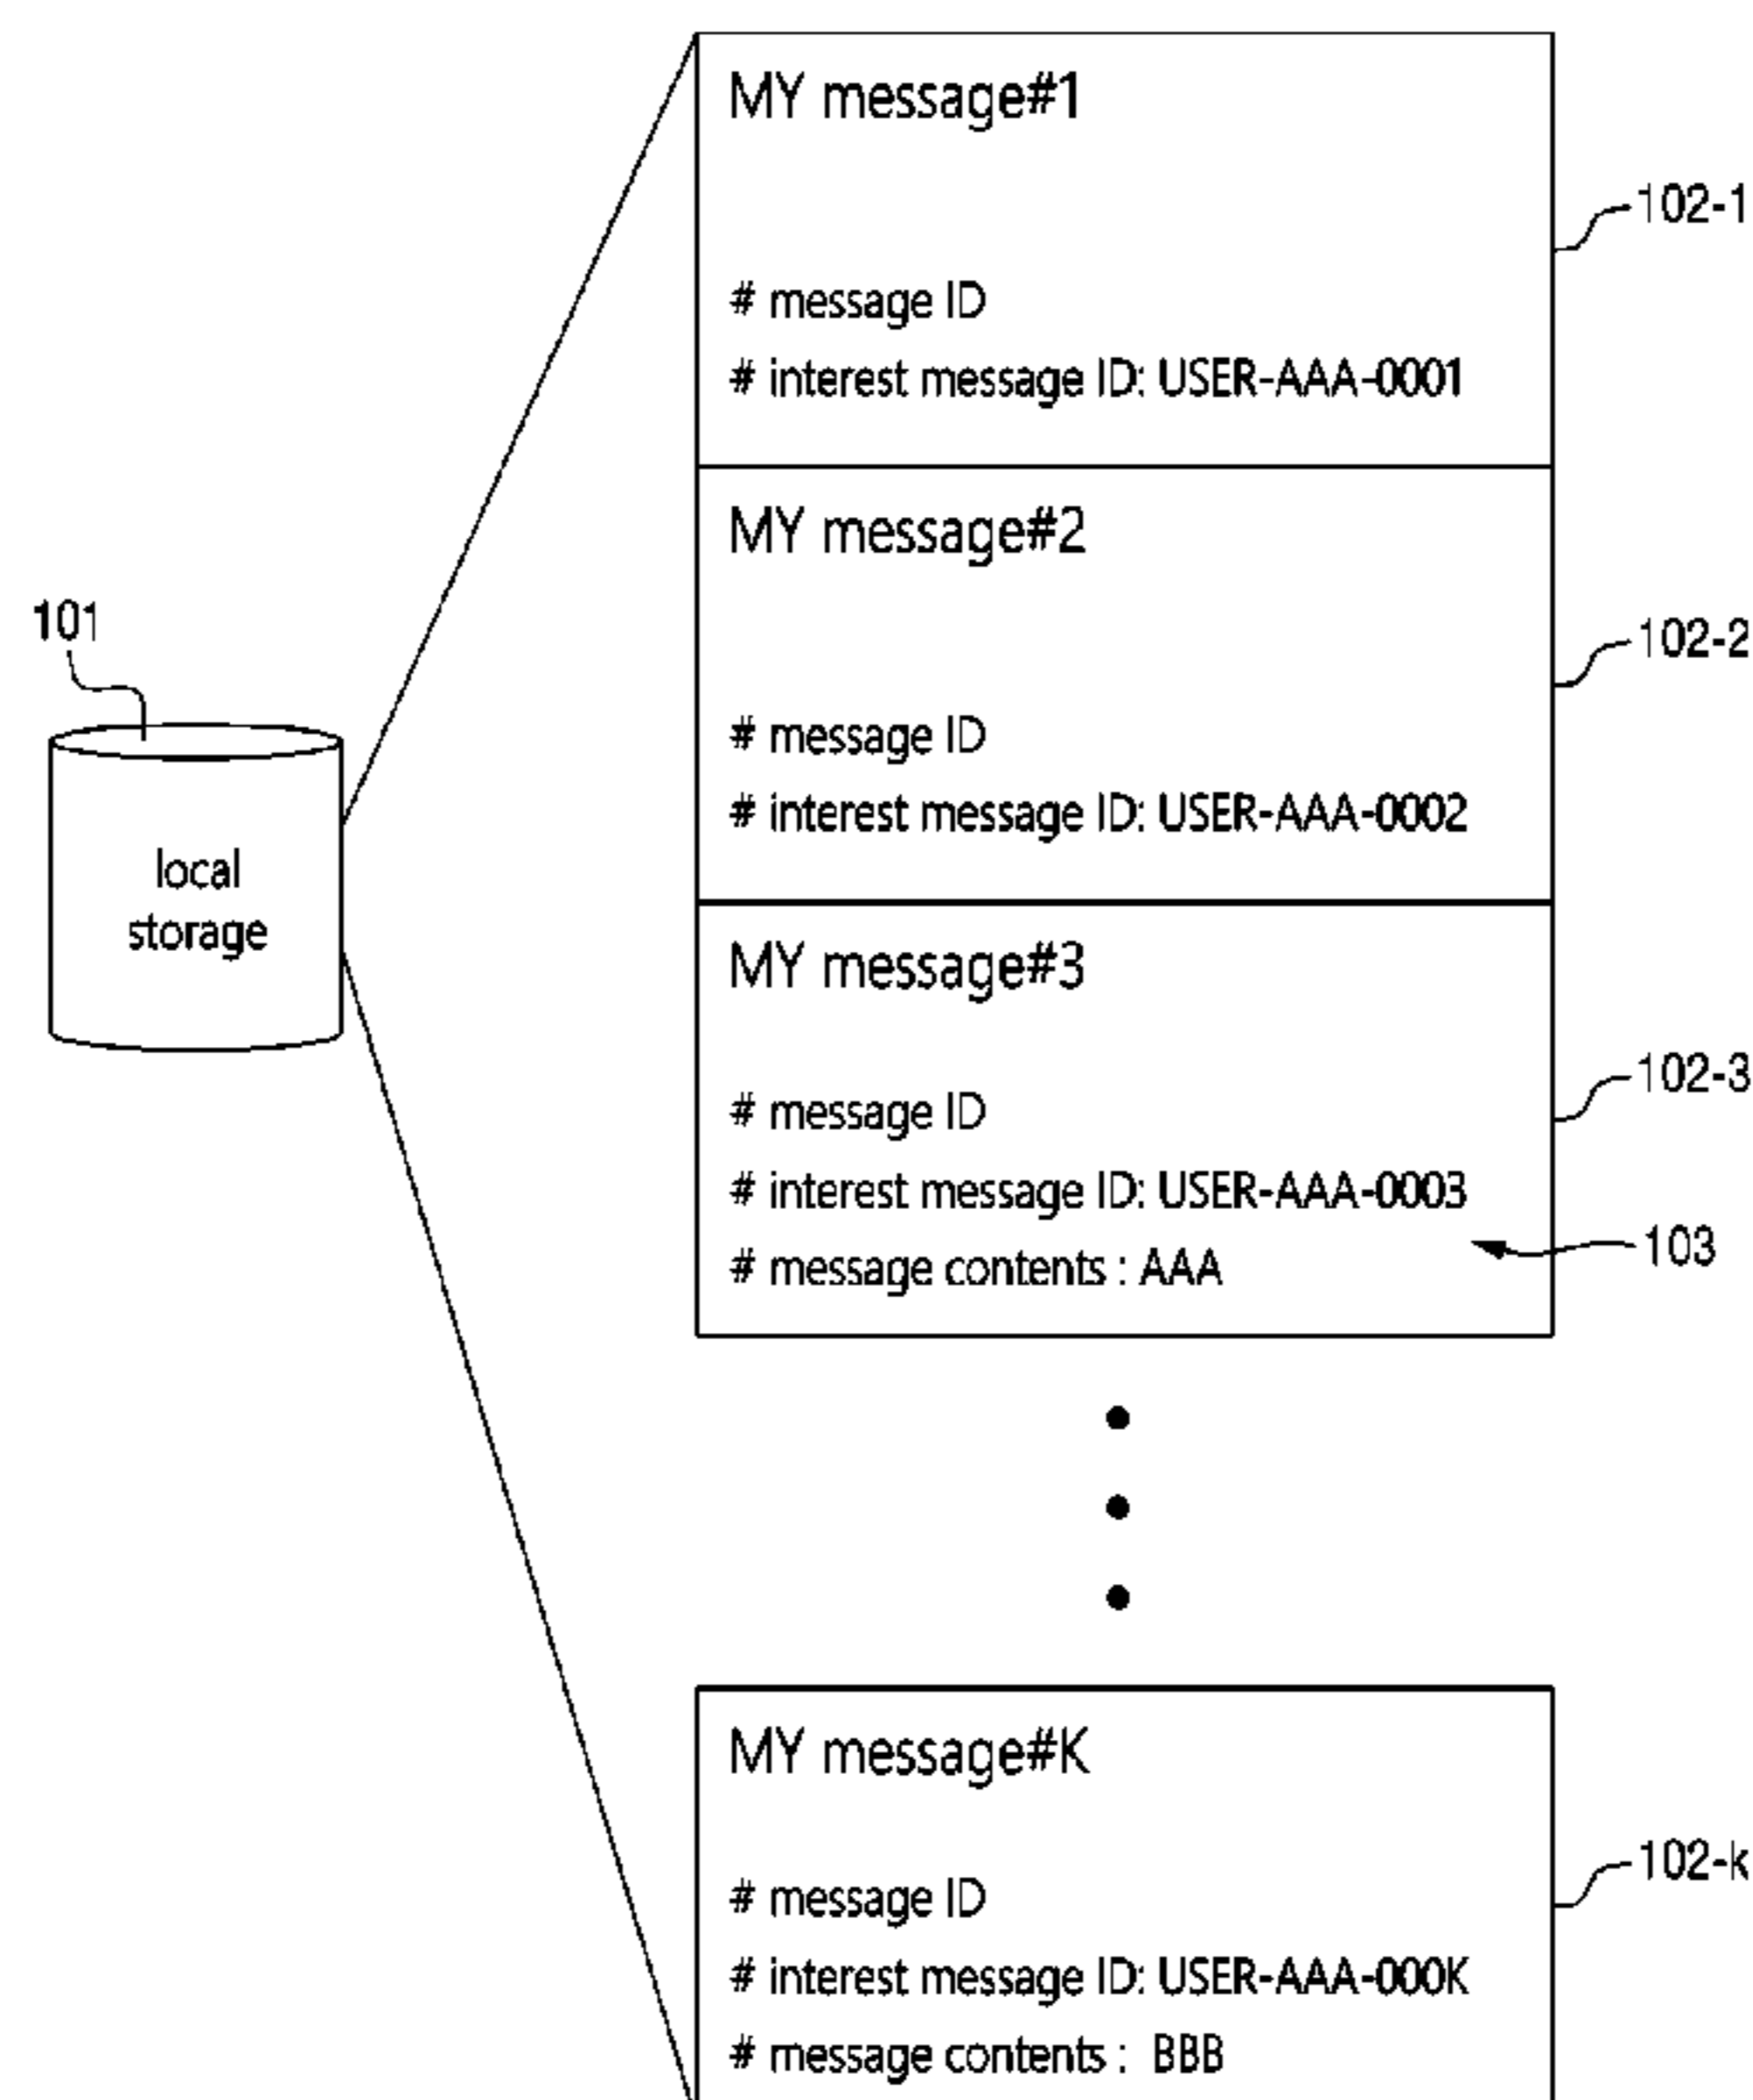 MY message#1
102-1
# message ID
# interest message ID: USER-AAA-0001
MY message#2
102-2
# message ID
# interest message ID: USER-AAA-0002
101
local
storage
MY message#3
102-3
# message ID
# interest message ID: USER-AAA-0003
103
# message contents : AAA
MY message#K
102-k
# message ID
# interest message ID: USER-AAA-000K
# message contents : BBB